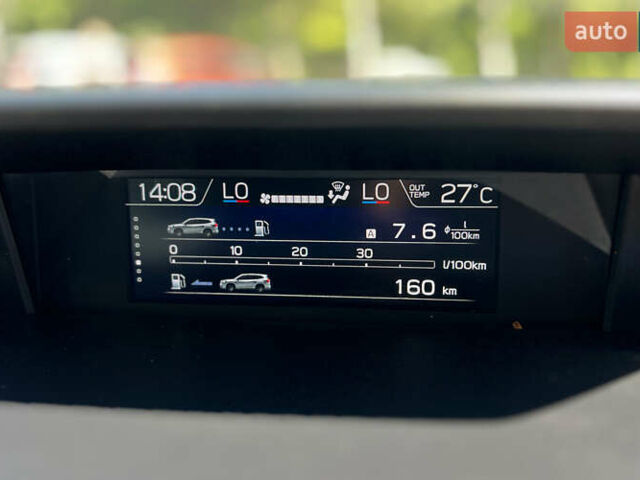 auto
14:08 LO LO OUT TEMP 27°C
A 7.6 ø l/100km
0 10 20 30
l/100km
160 km